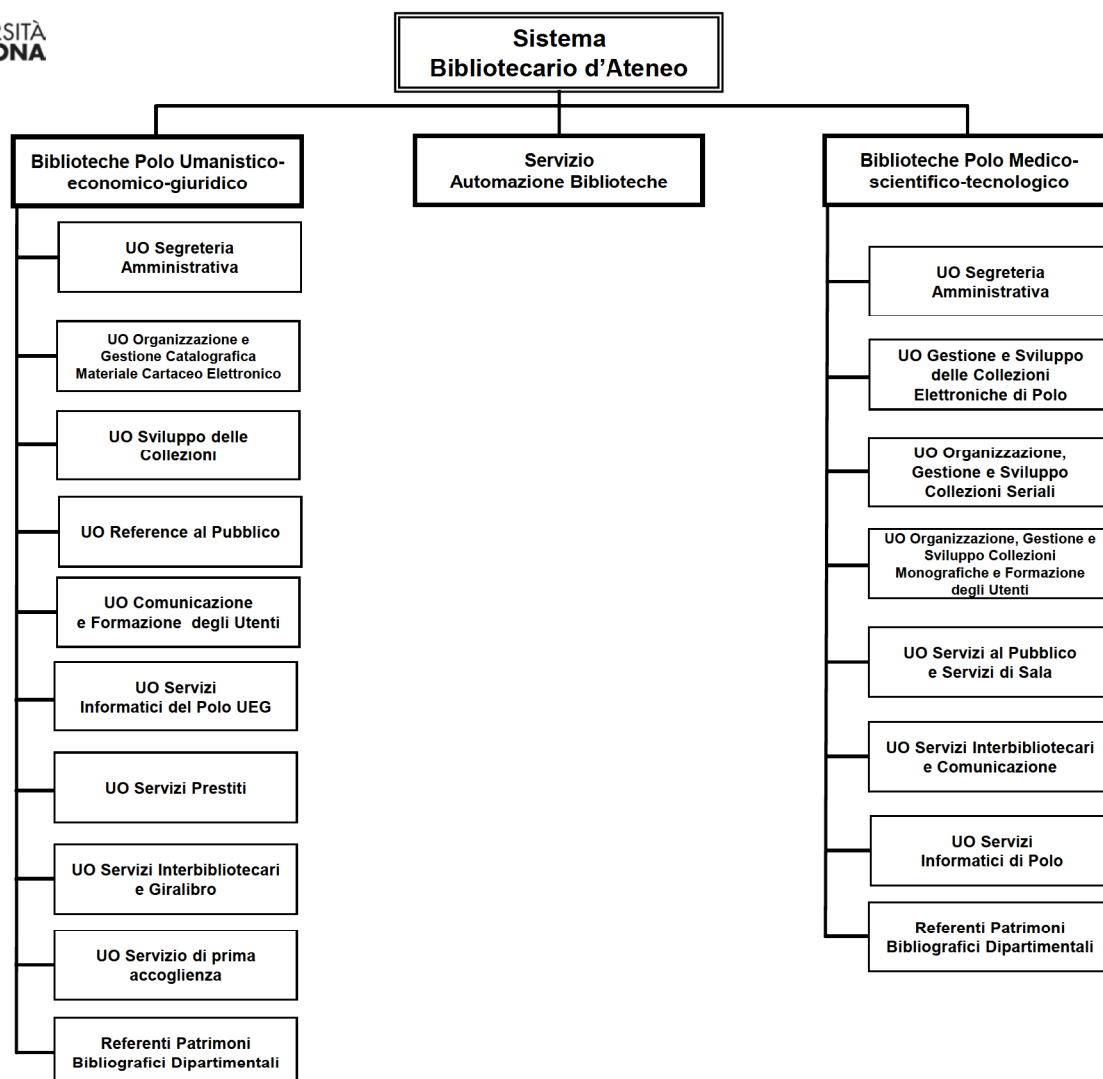 Sistema
Bibliotecario d'Ateneo
Biblioteche Polo Umanistico-
economico-giuridico
Servizio
Automazione Biblioteche
Biblioteche Polo Medico-
scientifico-tecnologico
UO Segreteria
Amministrativa
UO Organizzazione e
Gestione Catalografica
Materiale Cartaceo Elettronico
UO Sviluppo delle
Collezioni
UO Reference al Pubblico
UO Comunicazione
e Formazione degli Utenti
UO Servizi
Informatici del Polo UEG
UO Servizi Prestiti
UO Servizi Interbibliotecari
e Giralibro
UO Servizio di prima
accoglienza
Referenti Patrimoni
Bibliografici Dipartimentali
UO Segreteria
Amministrativa
UO Gestione e Sviluppo
delle Collezioni
Elettroniche di Polo
UO Organizzazione,
Gestione e Sviluppo
Collezioni Seriali
UO Organizzazione, Gestione e
Sviluppo Collezioni
Monografiche e Formazione
degli Utenti
UO Servizi al Pubblico
e Servizi di Sala
UO Servizi Interbibliotecari
e Comunicazione
UO Servizi
Informatici di Polo
Referenti Patrimoni
Bibliografici Dipartimentali